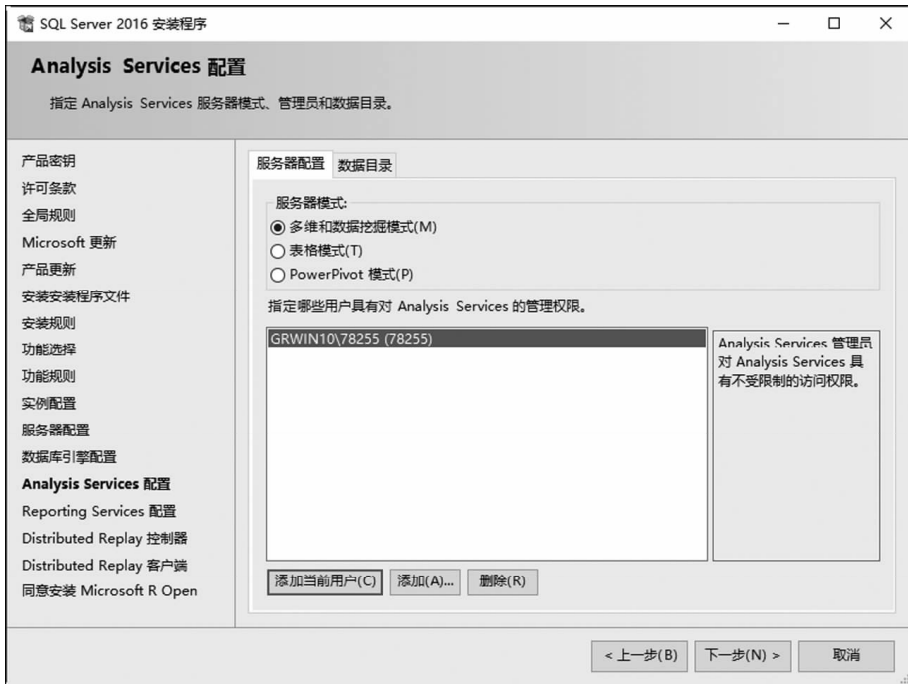 SQL Server 2016 安装程序
Analysis Services 配置
指定 Analysis Services 服务器模式、管理员和数据目录。
产品密钥
许可条款
全局规则
Microsoft 更新
产品更新
安装安装程序文件
安装规则
功能选择
功能规则
实例配置
服务器配置
数据库引擎配置
Analysis Services 配置
Reporting Services 配置
Distributed Replay 控制器
Distributed Replay 客户端
同意安装 Microsoft R Open
服务器配置 数据目录
服务器模式:
多维和数据挖掘模式(M)
表格模式(T)
PowerPivot 模式(P)
指定哪些用户具有对 Analysis Services 的管理权限。
GRWIN10\78255 (78255)
Analysis Services 管理员
对 Analysis Services 具
有不受限制的访问权限。
添加当前用户(C) 添加(A)... 删除(R)
< 上一步(B) 下一步(N) > 取消